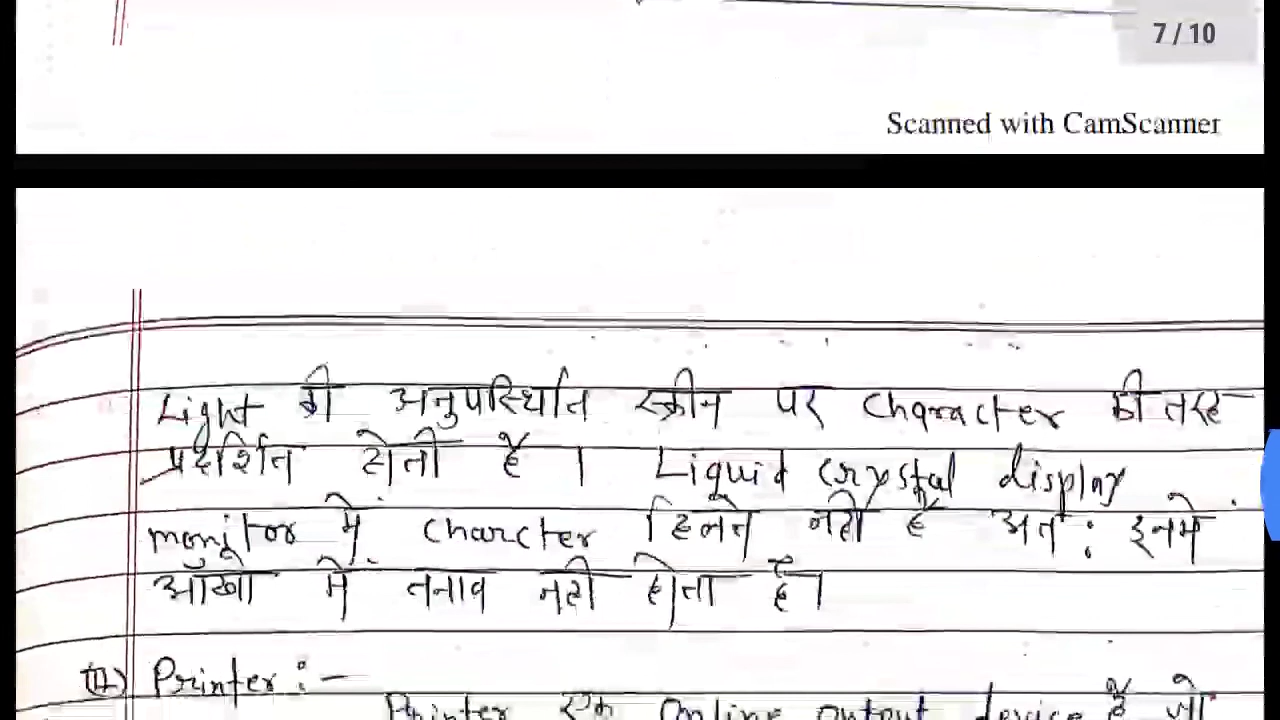 7 / 10
Scanned with CamScanner
Light की अनुपस्थिति स्क्रीन पर character की तरह
प्रदर्शित होती है । Liquid crystal display
monitor में charcter हिलते नही है अतः इनमे
आँखो में तनाव नही होता है।
Printer :-
Printer एक Online output device है जो